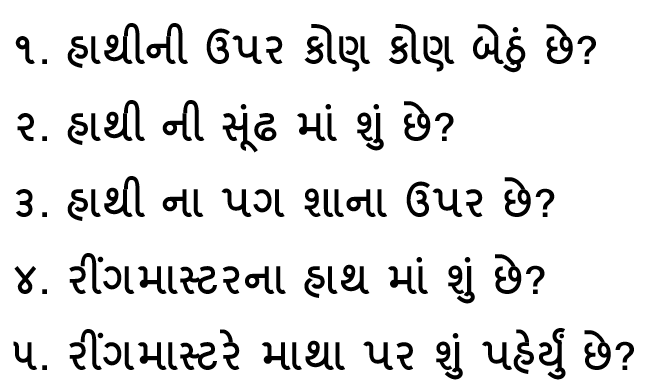 ૧. હાથીની ઉપર કોણ કોણ બેઠું છે?
૨. હાથી ની સૂંઢ માં શું છે?
૩. હાથી ના પગ શાના ઉપર છે?
૪. રીંગમાસ્ટરના હાથ માં શું છે?
૫. રીંગમાસ્ટરે માથા પર શું પહેર્યું છે?